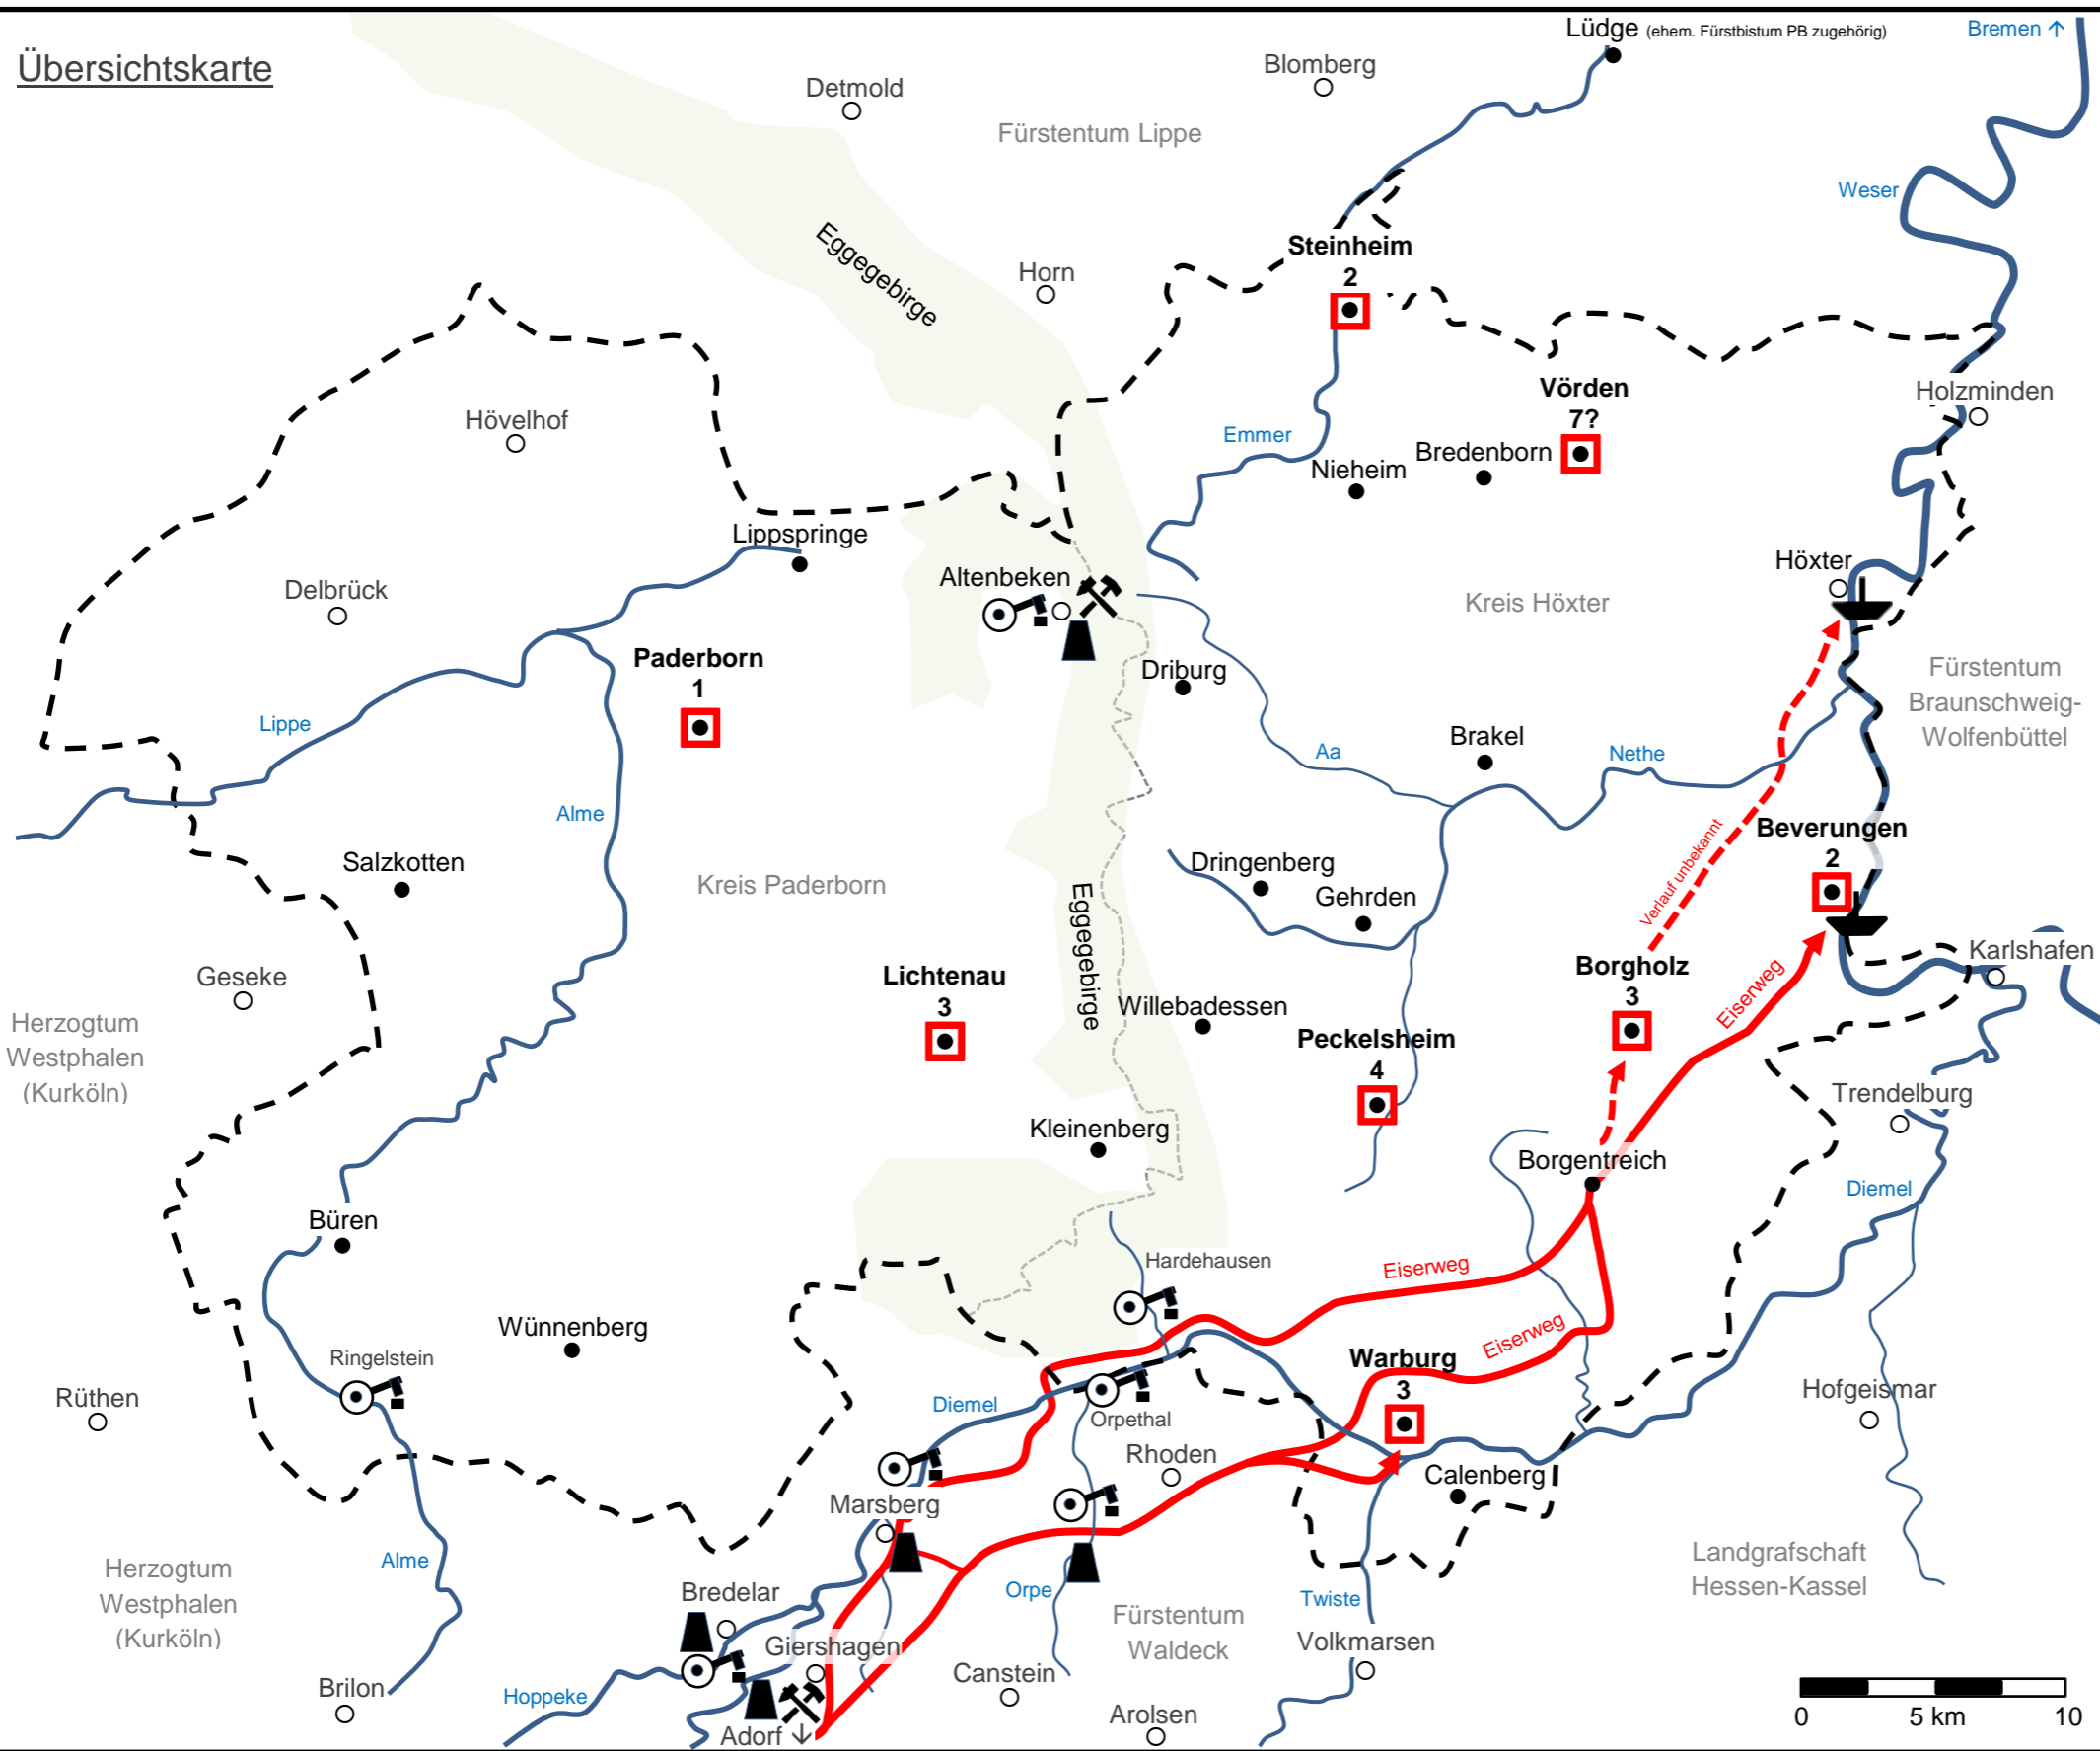 Übersichtskarte
Lüdge (ehem. Fürstbistum PB zugehörig)
Bremen ↑
Blomberg
Detmold
Fürstentum Lippe
Weser
Eggegebirge
Steinheim
2
Horn
Vörden
7?
Holzminden
Hövelhof
Emmer
Bredenborn
Nieheim
Lippspringe
Höxter
Altenbeken
Delbrück
Kreis Höxter
Paderborn
1
Driburg
Fürstentum
Braunschweig-
Wolfenbüttel
Lippe
Brakel
Aa
Nethe
Alme
Beverungen
2
Verlauf unbekannt
Salzkotten
Dringenberg
Kreis Paderborn
Gehrden
Eggegebirge
Karlshafen
Geseke
Lichtenau
3
Borgholz
3
Eiserweg
Willebadessen
Herzogtum
Westphalen
(Kurköln)
Peckelsheim
4
Trendelburg
Kleinenberg
Borgentreich
Diemel
Büren
Hardehausen
Eiserweg
Wünnenberg
Eiserweg
Ringelstein
Warburg
3
Rüthen
Diemel
Hofgeismar
Orpethal
Rhoden
Calenberg
Marsberg
Herzogtum
Westphalen
(Kurköln)
Alme
Landgrafschaft
Hessen-Kassel
Bredelar
Orpe
Twiste
Fürstentum
Waldeck
Giershagen
Volkmarsen
Canstein
Brilon
Hoppeke
Arolsen
Adorf ↓
0 5 km 10